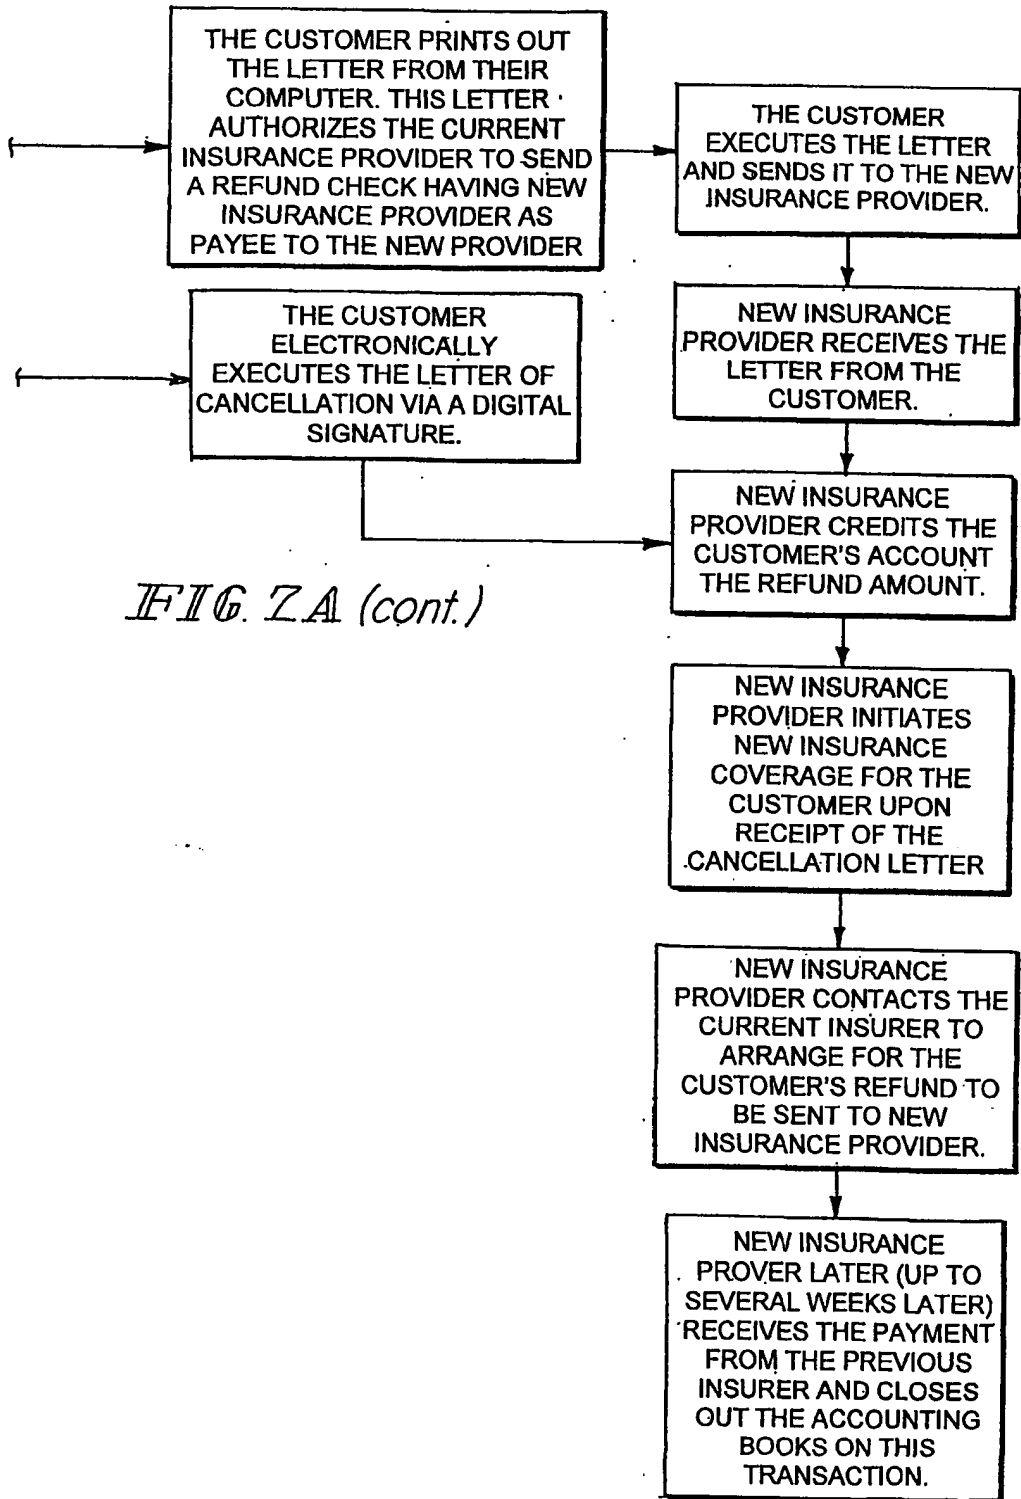 THE CUSTOMER PRINTS OUT
THE LETTER FROM THEIR
COMPUTER. THIS LETTER
AUTHORIZES THE CURRENT
INSURANCE PROVIDER TO SEND
A REFUND CHECK HAVING NEW
INSURANCE PROVIDER AS
PAYEE TO THE NEW PROVIDER
THE CUSTOMER
EXECUTES THE LETTER
AND SENDS IT TO THE NEW
INSURANCE PROVIDER.
THE CUSTOMER
ELECTRONICALLY
EXECUTES THE LETTER OF
CANCELLATION VIA A DIGITAL
SIGNATURE.
NEW INSURANCE
PROVIDER RECEIVES THE
LETTER FROM THE
CUSTOMER.
NEW INSURANCE
PROVIDER CREDITS THE
CUSTOMER'S ACCOUNT
THE REFUND AMOUNT.
FIG. 7A (cont.)
NEW INSURANCE
PROVIDER INITIATES
NEW INSURANCE
COVERAGE FOR THE
CUSTOMER UPON
RECEIPT OF THE
CANCELLATION LETTER
NEW INSURANCE
PROVIDER CONTACTS THE
CURRENT INSURER TO
ARRANGE FOR THE
CUSTOMER'S REFUND TO
BE SENT TO NEW
INSURANCE PROVIDER.
NEW INSURANCE
PROVER LATER (UP TO
SEVERAL WEEKS LATER)
RECEIVES THE PAYMENT
FROM THE PREVIOUS
INSURER AND CLOSES
OUT THE ACCOUNTING
BOOKS ON THIS
TRANSACTION.